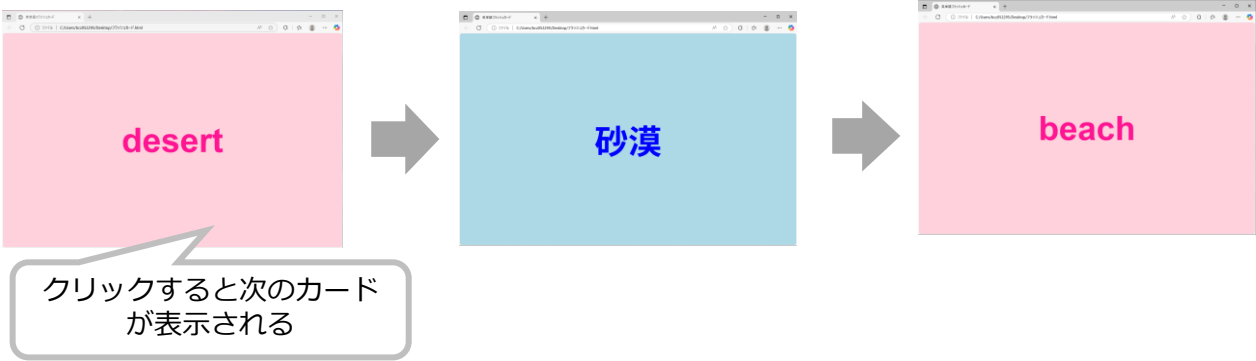 desert
砂漠
beach
クリックすると次のカード
が表示される